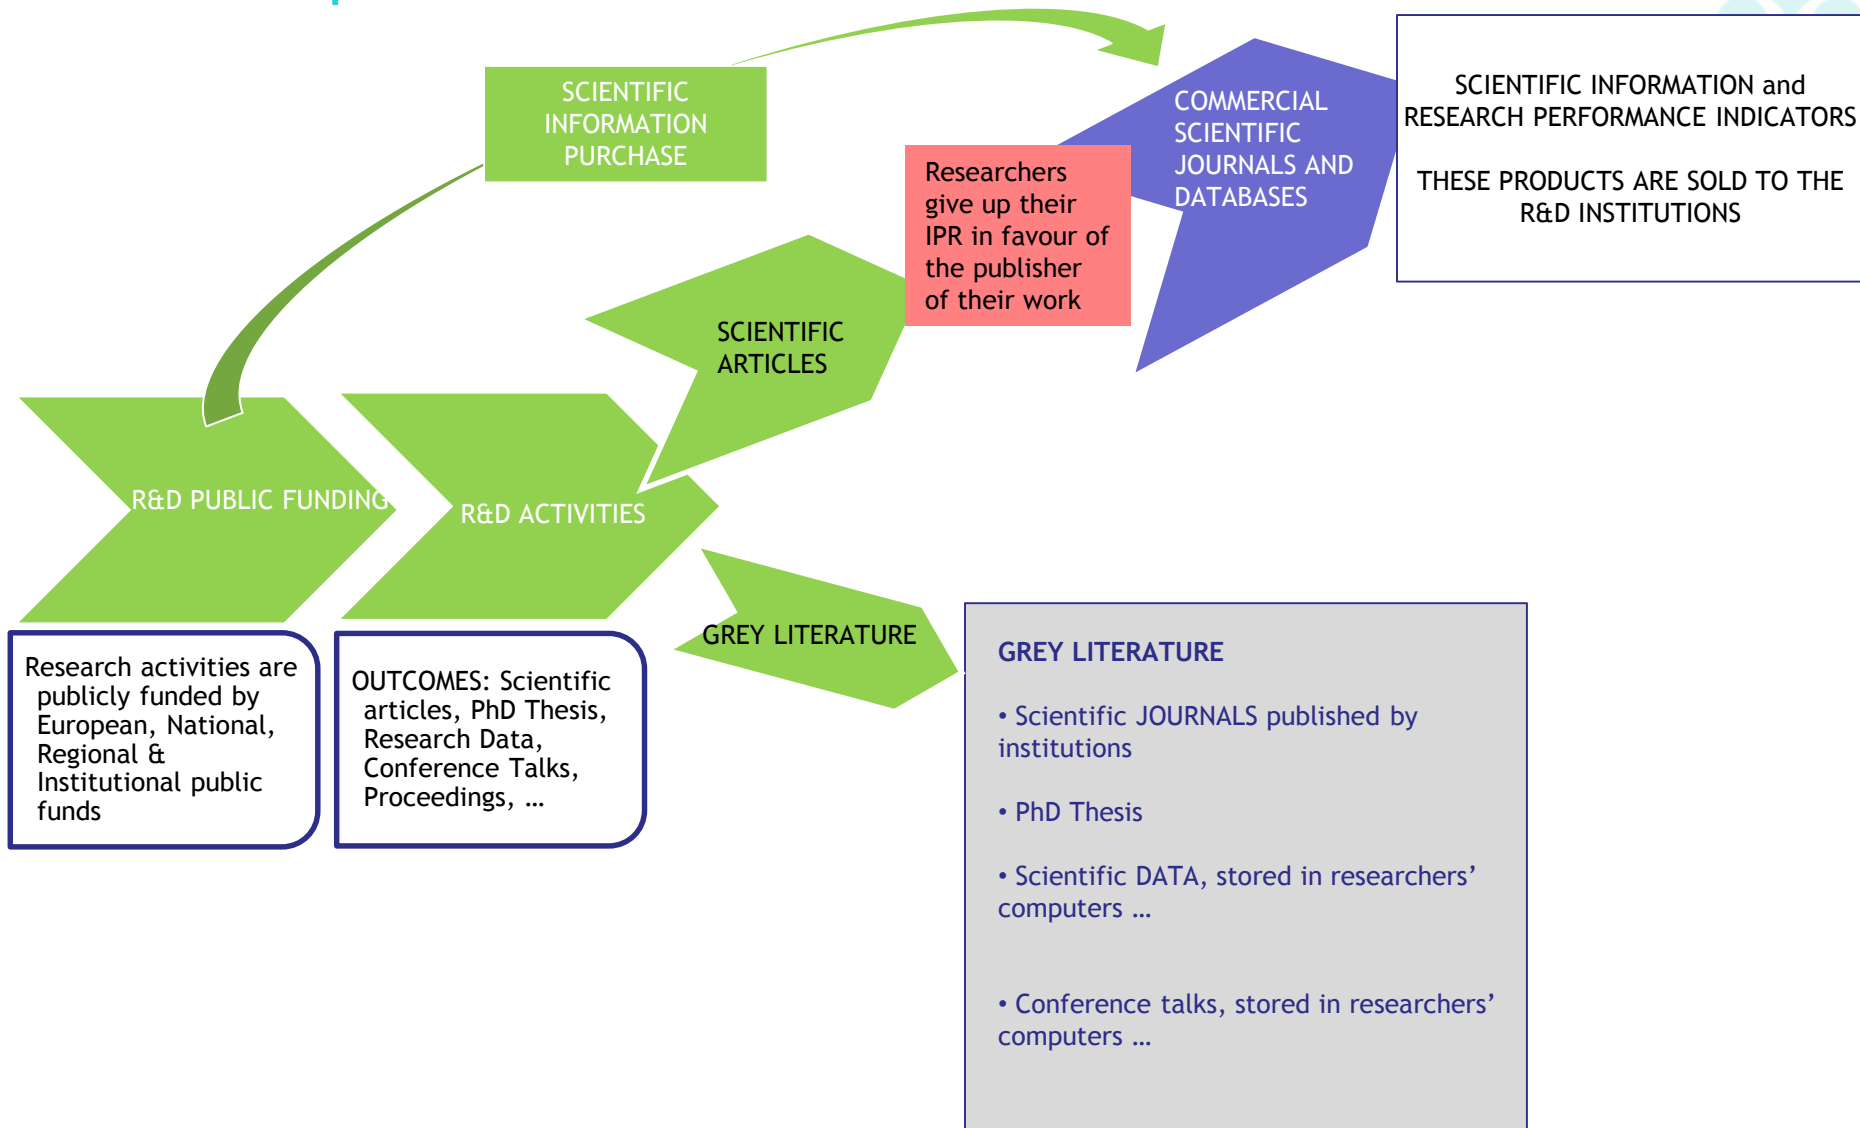 SCIENTIFIC
INFORMATION
PURCHASE
COMMERCIAL
SCIENTIFIC
JOURNALS AND
DATABASES
SCIENTIFIC INFORMATION and
RESEARCH PERFORMANCE INDICATORS
THESE PRODUCTS ARE SOLD TO THE
R&D INSTITUTIONS
Researchers
give up their
IPR in favour of
the publisher
of their work
SCIENTIFIC
ARTICLES
R&D PUBLIC FUNDING
R&D ACTIVITIES
GREY LITERATURE
Research activities are
publicly funded by
European, National,
Regional &
Institutional public
funds
OUTCOMES: Scientific
articles, PhD Thesis,
Research Data,
Conference Talks,
Proceedings, …
GREY LITERATURE
• Scientific JOURNALS published by
institutions
• PhD Thesis
• Scientific DATA, stored in researchers’
computers …
• Conference talks, stored in researchers’
computers …